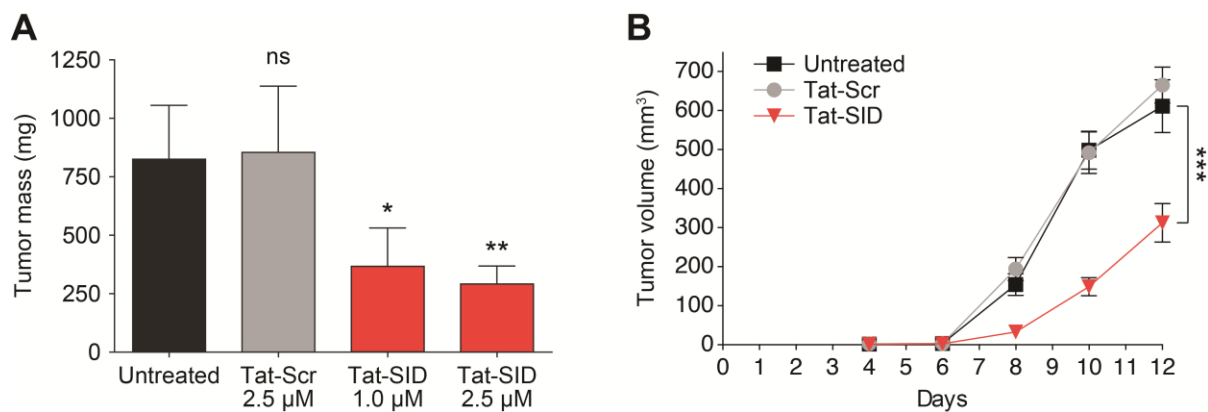 A
Tumor mass (mg)
1250
1000
750
500
250
0
ns
*
**
Untreated
Tat-Scr
2.5 µM
Tat-SID
1.0 µM
Tat-SID
2.5 µM
B
Tumor volume (mm³)
700
600
500
400
300
200
100
0
Untreated
Tat-Scr
Tat-SID
***
0 1 2 3 4 5 6 7 8 9 10 11 12
Days